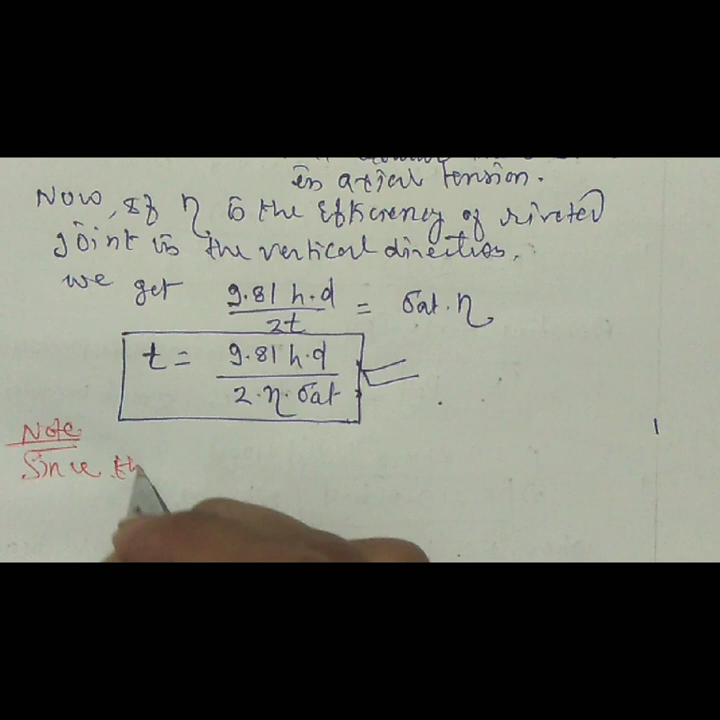 in axial tension.
Now, if η is the Efficiency of riveted
joint in the vertical direction,
we get 9.81 h.d / 2t = σat . η
t = 9.81 h.d / 2.η.σat
Note
Since th